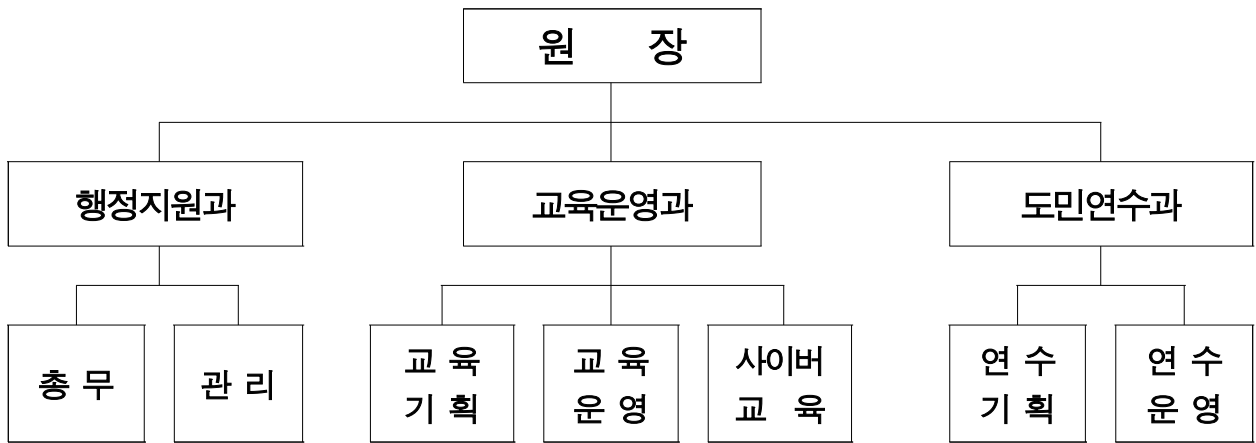 원 장
행정지원과
교육운영과
도민연수과
총 무
관 리
교 육
기 획
교 육
운 영
사이버
교 육
연 수
기 획
연 수
운 영